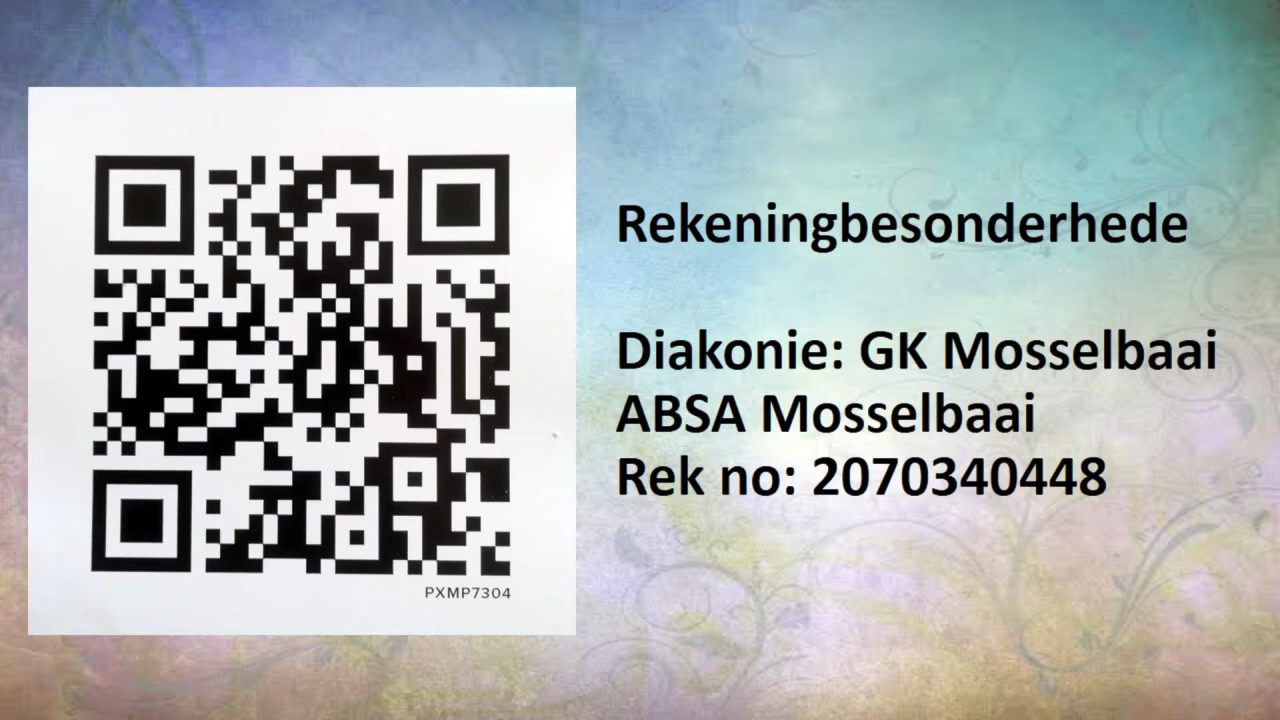 Rekeningbesonderhede
Diakonie: GK Mosselbaai
ABSA Mosselbaai
Rek no: 2070340448
PXMP7304